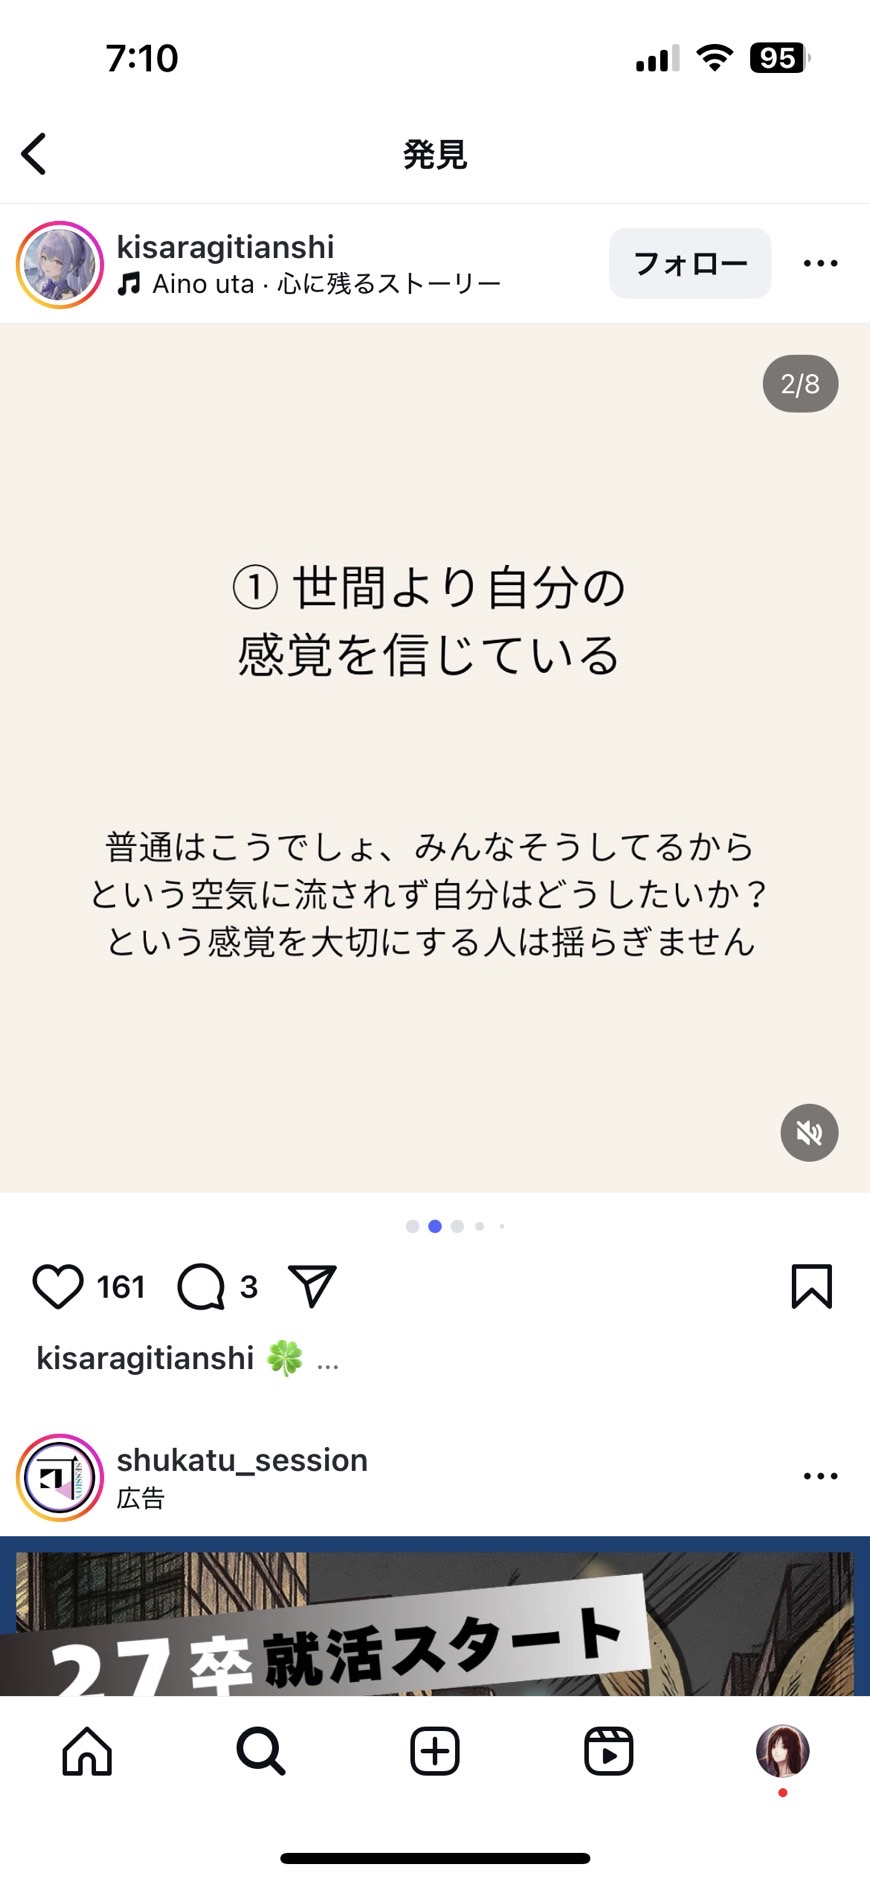 7:10
95
発見
kisaragitianshi
フォロー
Aino uta · 心に残るストーリー
2/8
① 世間より自分の
感覚を信じている
普通はこうでしょ、みんなそうしてるから
という空気に流されず自分はどうしたいか？
という感覚を大切にする人は揺らぎません
161
3
kisaragitianshi 🍀 ...
shukatu_session
広告
SESSION
27卒就活スタート